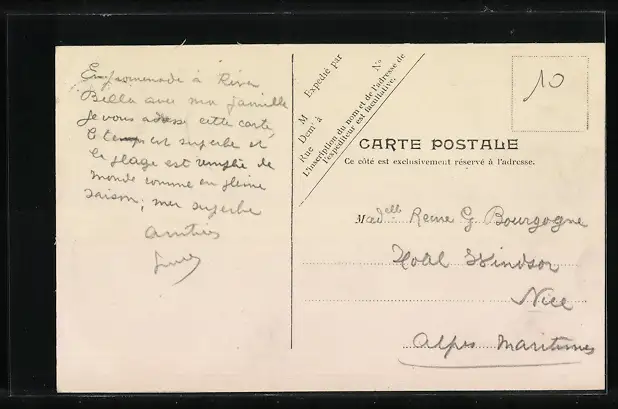 En promenade à Riva
Bella avec ma famille
je vous adresse cette carte,
le temps est superbe et
la plage est remplie de
monde comme en pleine
saison, mer superbe
amitiés
M
Expédié par
Demt à
Rue
No
L'inscription du nom et de l'adresse de
l'expéditeur est facultative.
10
CARTE POSTALE
Ce côté est exclusivement réservé à l'adresse.
Madelle Reine G Bourgogne
Hotel Windsor
Nice
Alpes Maritimes